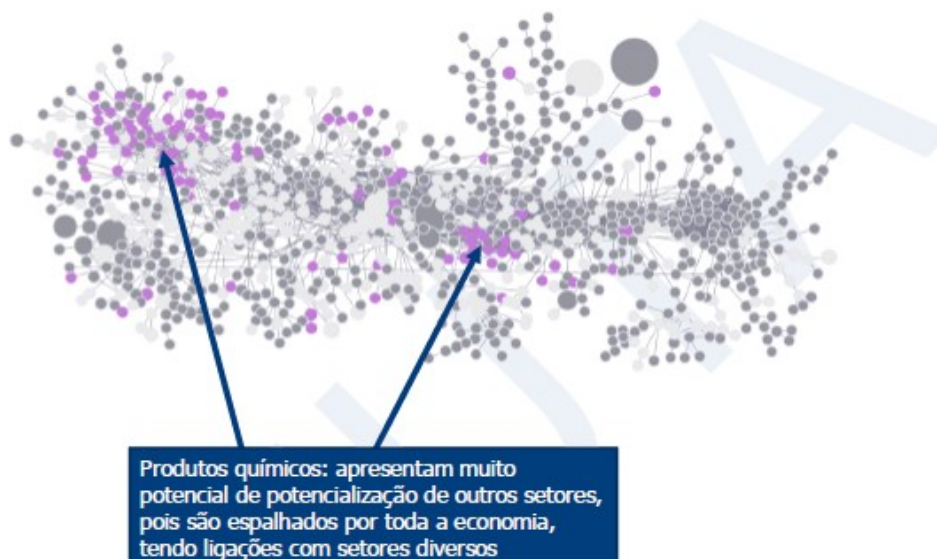 Produtos químicos: apresentam muito
potencial de potencialização de outros setores,
pois são espalhados por toda a economia,
tendo ligações com setores diversos